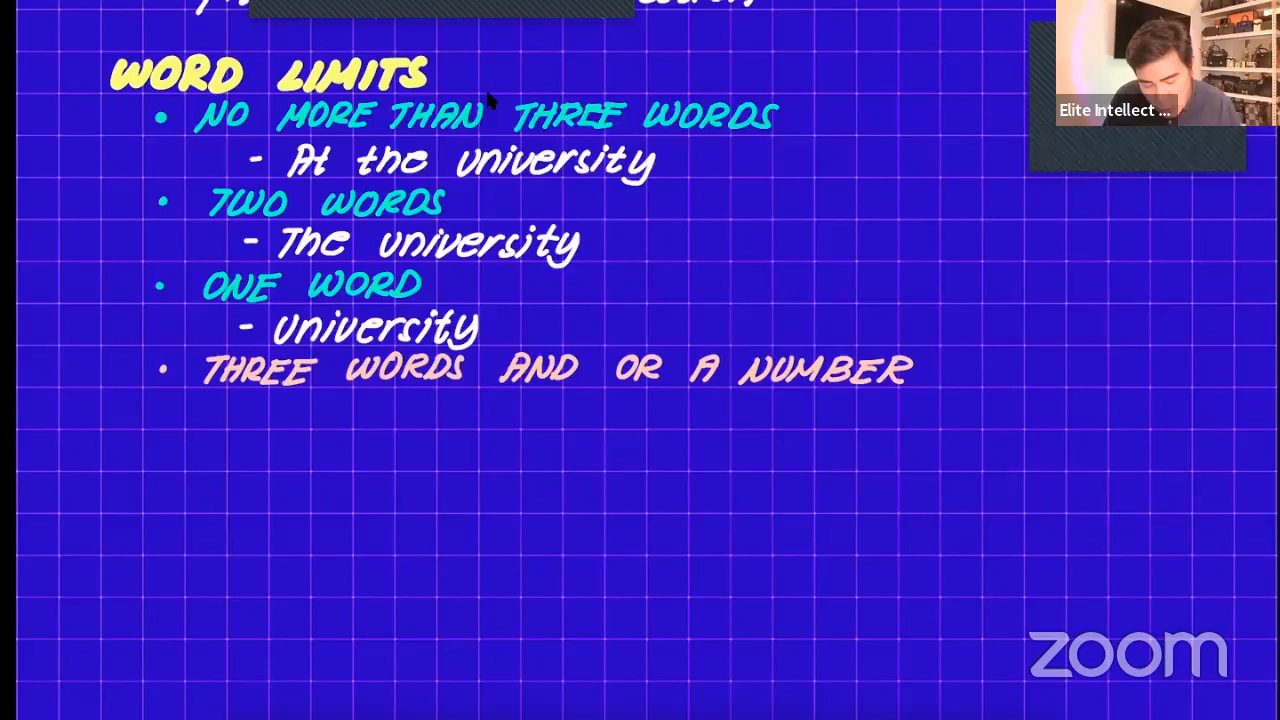 WORD LIMITS
• NO MORE THAN THREE WORDS
- At the university
• TWO WORDS
- The university
• ONE WORD
- university
• THREE WORDS AND OR A NUMBER
Elite Intellect ...
zoom